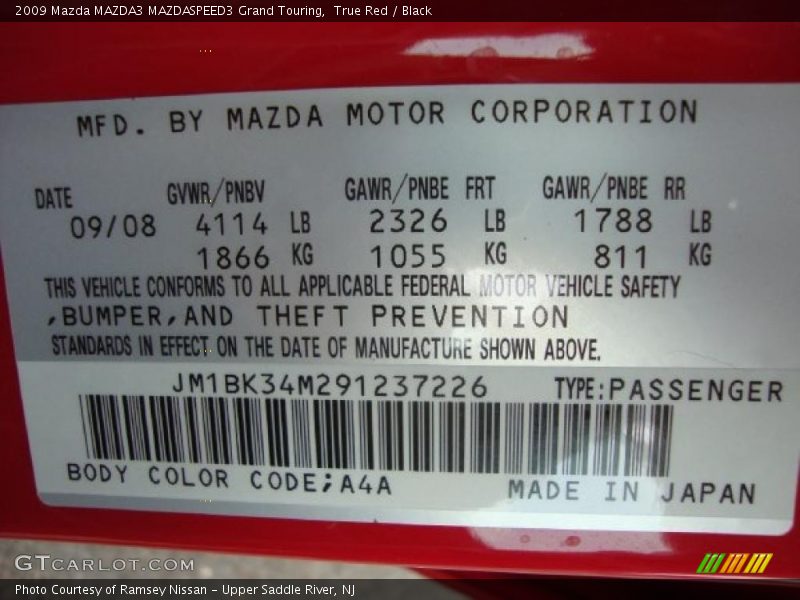 2009 Mazda MAZDA3 MAZDASPEED3 Grand Touring,  True Red / Black
MFD. BY MAZDA MOTOR CORPORATION
DATE GVWR/PNBV GAWR/PNBE FRT GAWR/PNBE RR
09/08 4114 LB 2326 LB 1788 LB
1866 KG 1055 KG 811 KG
THIS VEHICLE CONFORMS TO ALL APPLICABLE FEDERAL MOTOR VEHICLE SAFETY
,BUMPER,AND THEFT PREVENTION
STANDARDS IN EFFECT ON THE DATE OF MANUFACTURE SHOWN ABOVE.
JM1BK34M291237226 TYPE:PASSENGER
BODY COLOR CODE;A4A MADE IN JAPAN
GTCARLOT.COM
Photo Courtesy of Ramsey Nissan - Upper Saddle River, NJ